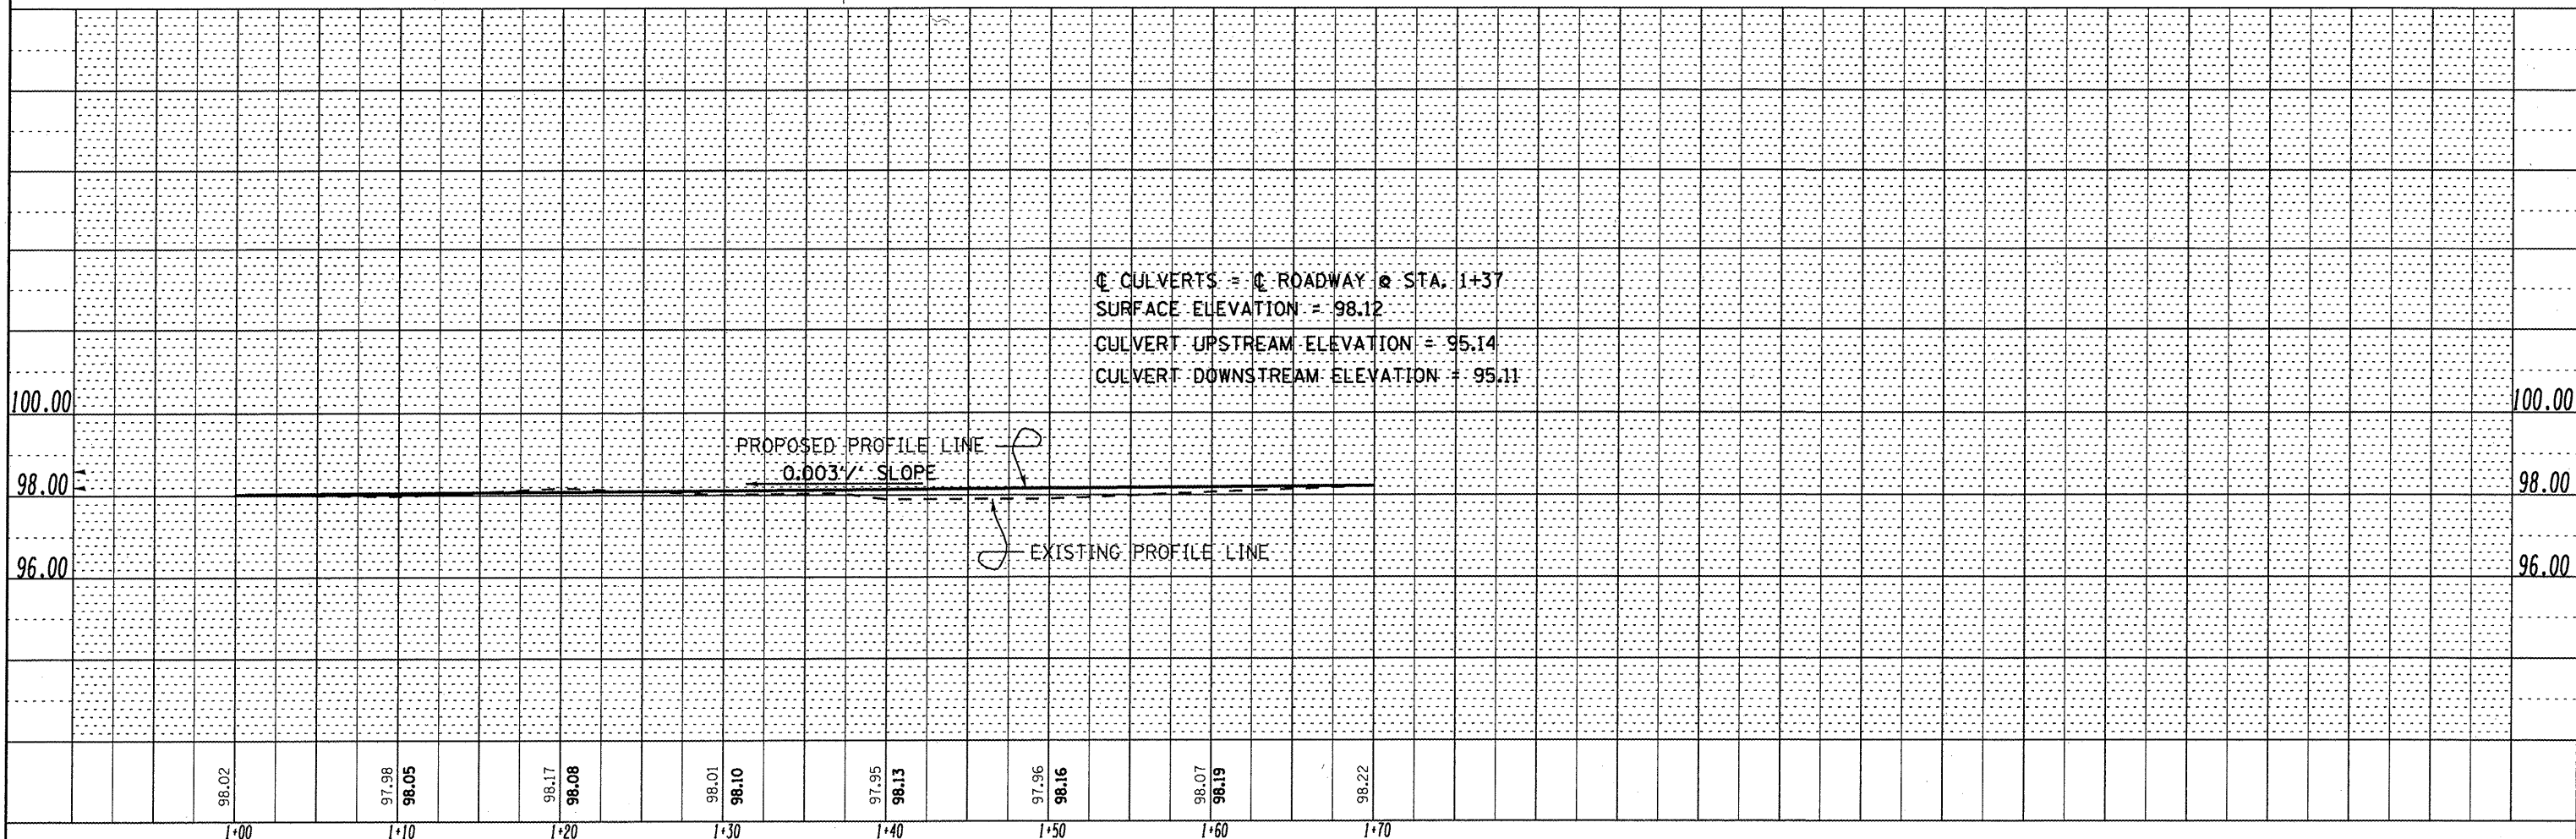 ℄ CULVERTS = ℄ ROADWAY @ STA. 1+37
SURFACE ELEVATION = 98.12
CULVERT UPSTREAM ELEVATION = 95.14
CULVERT DOWNSTREAM ELEVATION = 95.11
100.00 100.00
PROPOSED PROFILE LINE
0.003'/' SLOPE
98.00 98.00
EXISTING PROFILE LINE
96.00 96.00
98.02 97.98 98.05 98.17 98.08 98.01 98.10 97.95 98.13 97.96 98.16 98.07 98.19 98.22
1+00 1+10 1+20 1+30 1+40 1+50 1+60 1+70